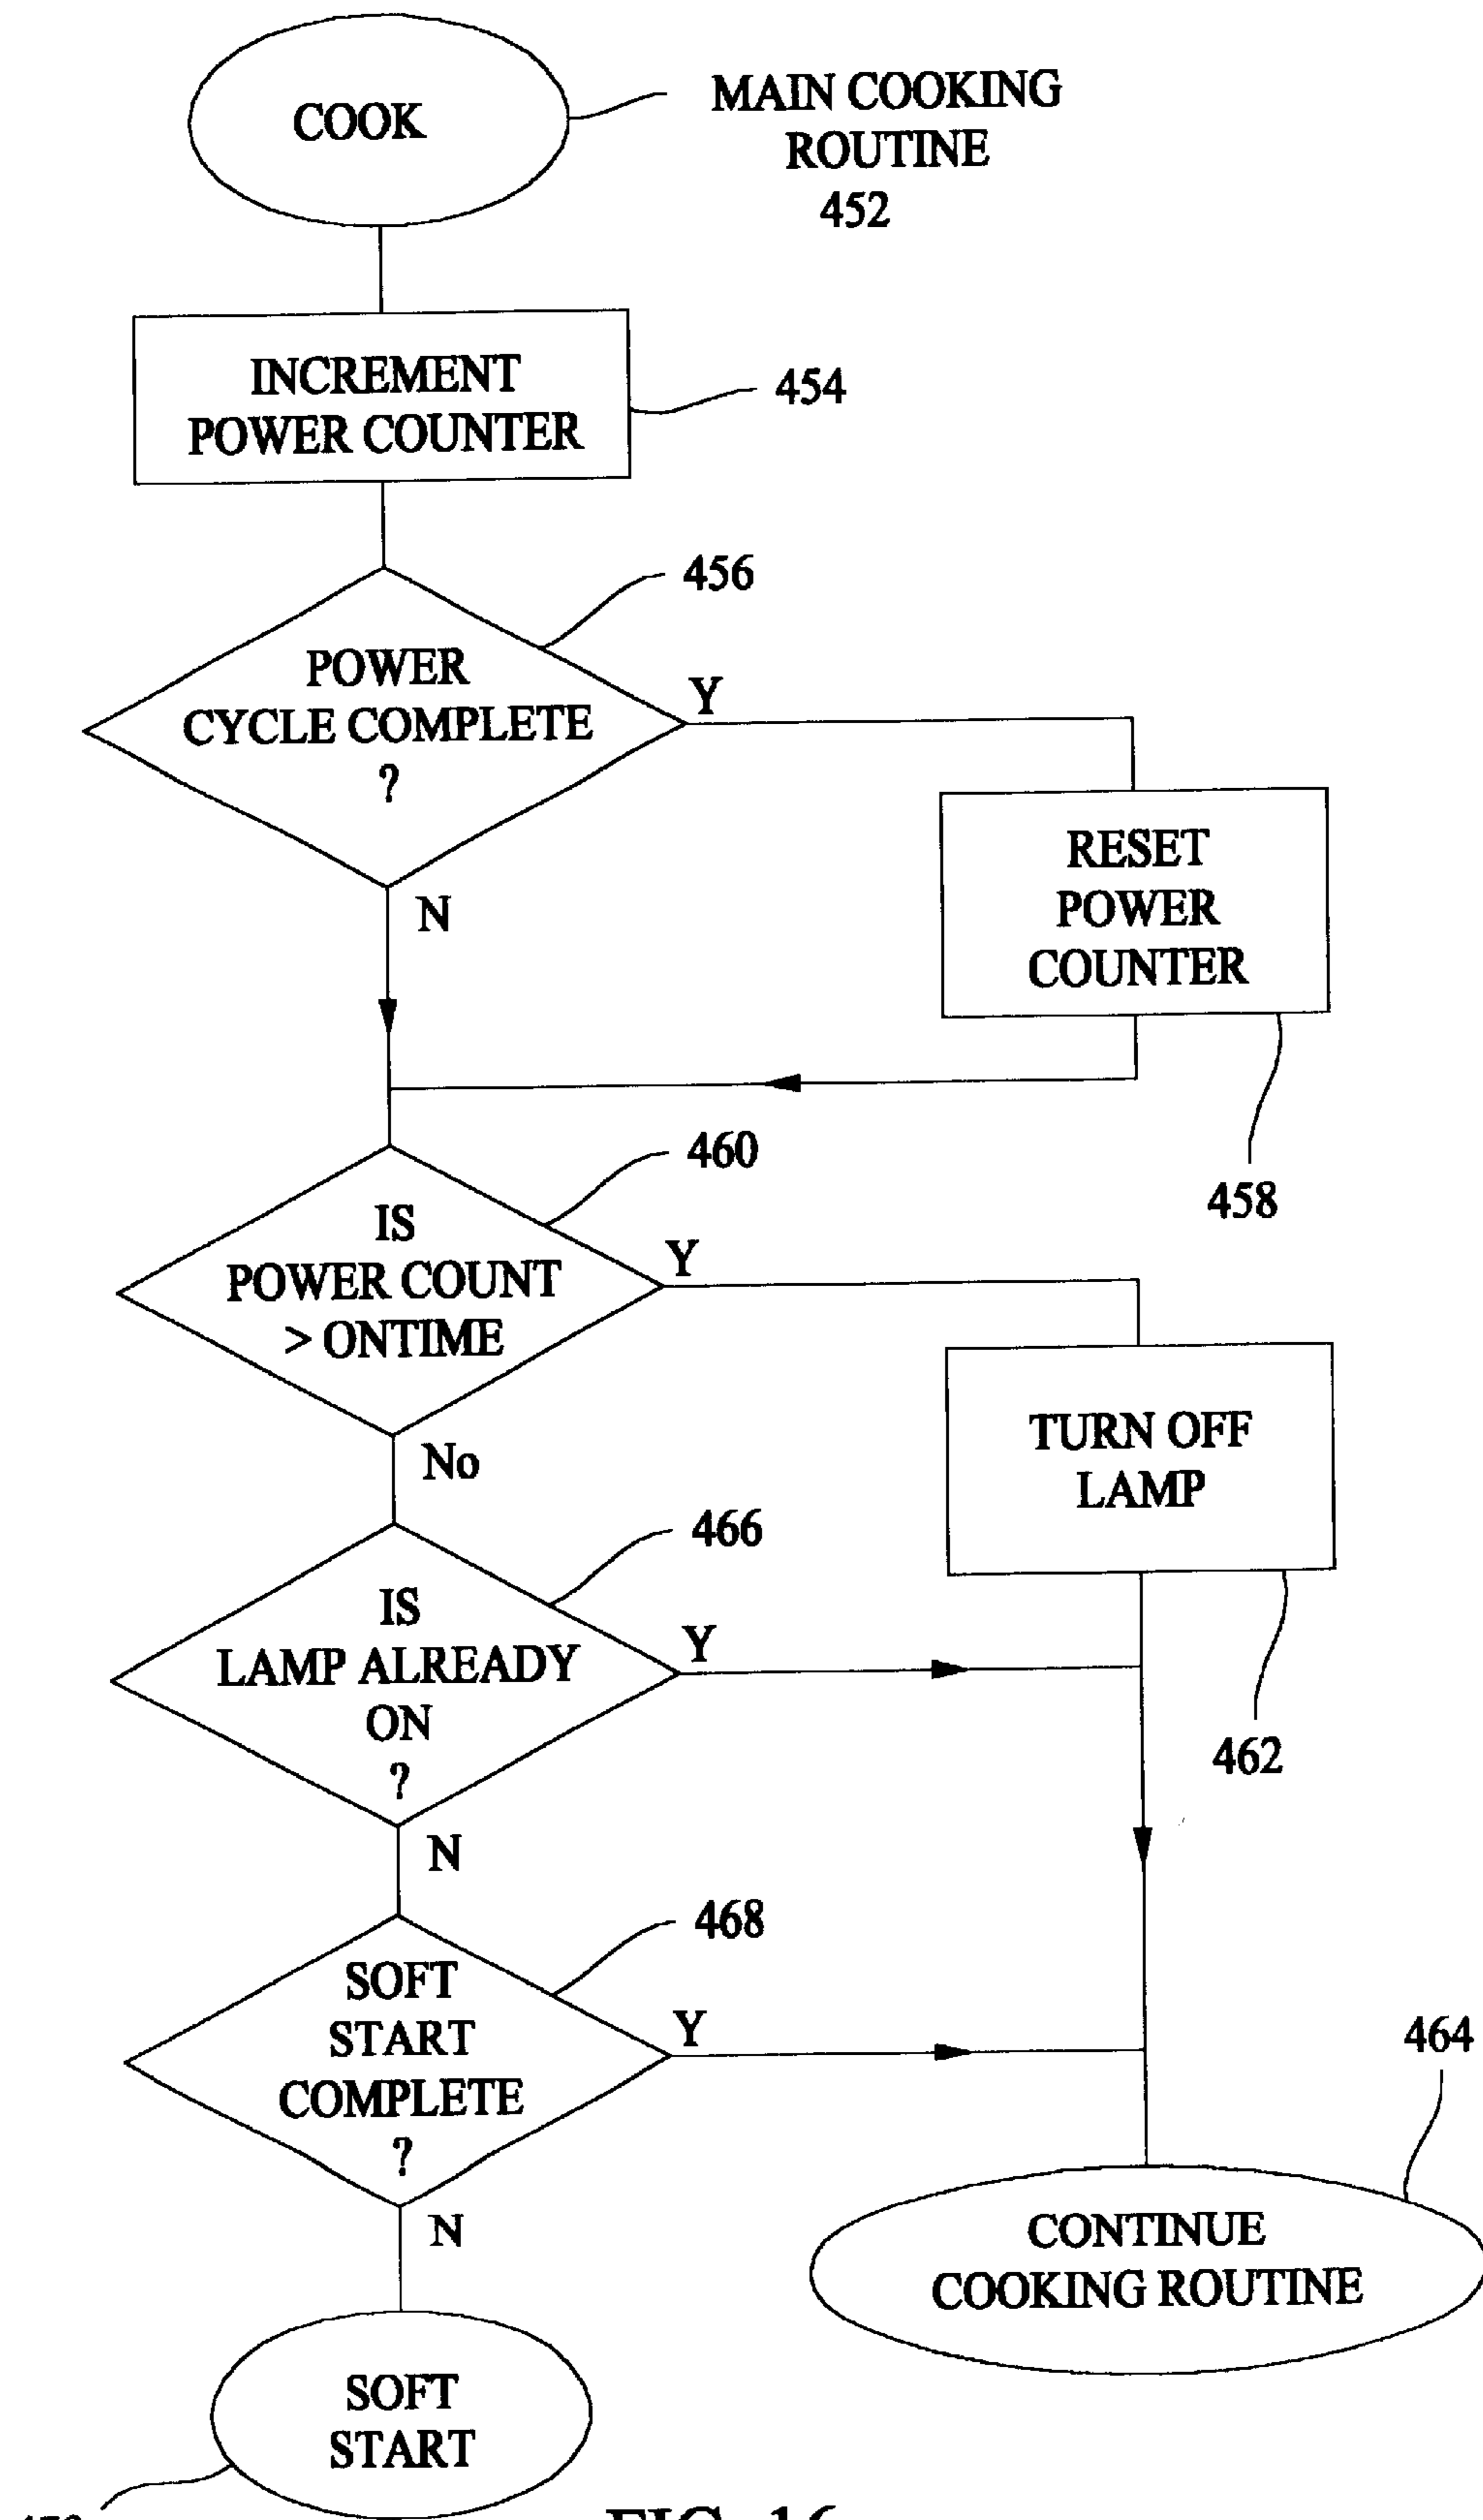 COOK
MAIN COOKING
ROUTINE
452
INCREMENT
POWER COUNTER
454
456
POWER
CYCLE COMPLETE
?
Y
N
RESET
POWER
COUNTER
458
460
IS
POWER COUNT
> ONTIME
Y
No
TURN OFF
LAMP
462
466
IS
LAMP ALREADY
ON
?
Y
N
468
SOFT
START
COMPLETE
?
Y
N
464
CONTINUE
COOKING ROUTINE
SOFT
START